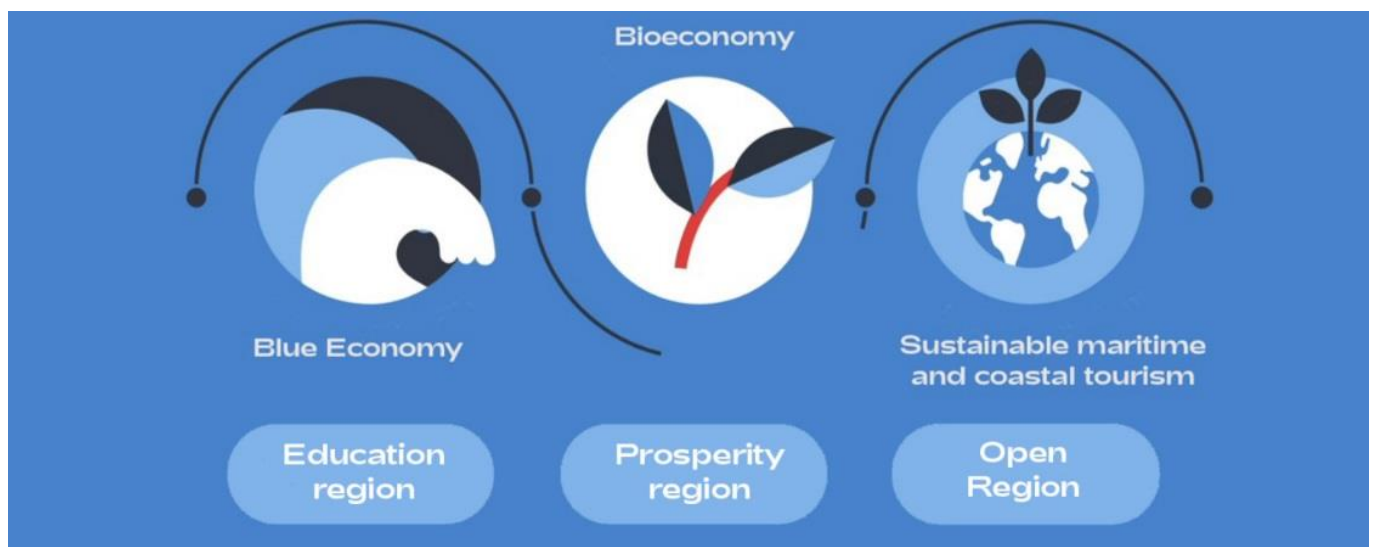 Bioeconomy
Blue Economy
Sustainable maritime
and coastal tourism
Education
region
Prosperity
region
Open
Region